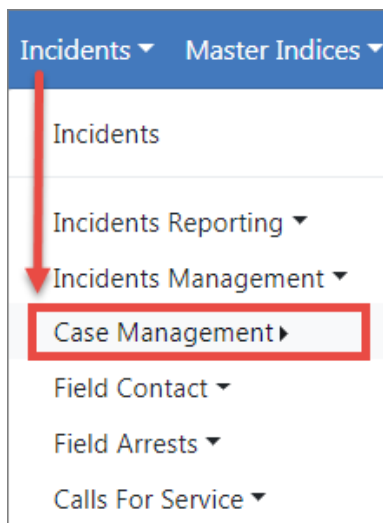 Incidents Master Indices
Incidents
Incidents Reporting
Incidents Management
Case Management
Field Contact
Field Arrests
Calls For Service